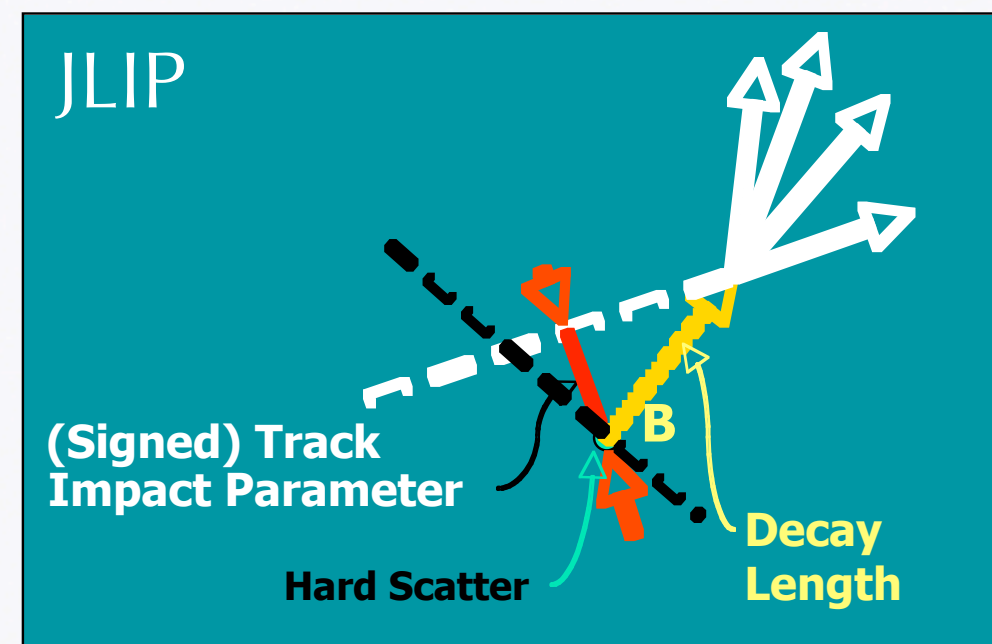 JLIP
(Signed) Track
Impact Parameter
B
Hard Scatter
Decay
Length